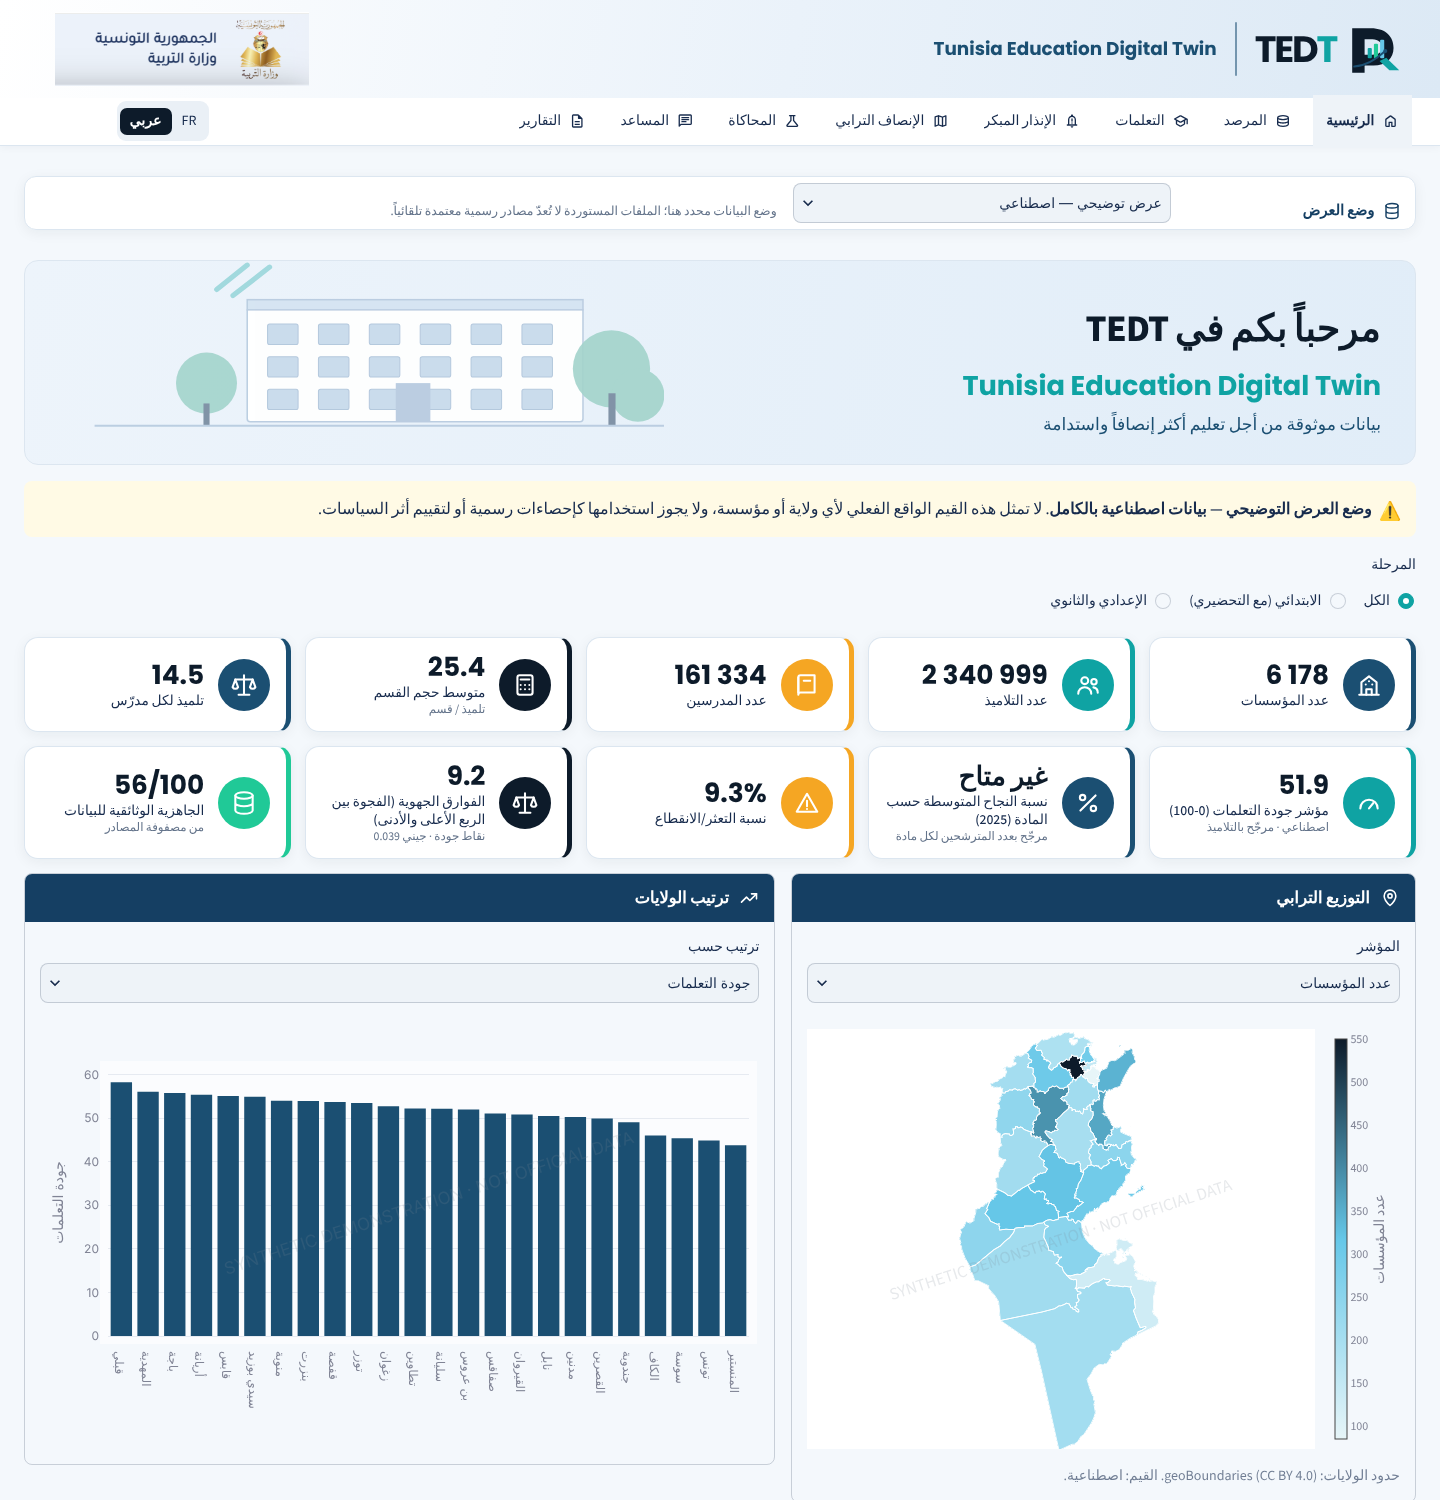 TEDT
Tunisia Education Digital Twin
الجمهورية التونسية
وزارة التربية
وزارة التربية
الرئيسية
المرصد
التعلمات
الإنذار المبكر
الإنصاف الترابي
المحاكاة
المساعد
التقارير
FR
عربي
وضع العرض
عرض توضيحي — اصطناعي
وضع البيانات محدد هنا؛ الملفات المستوردة لا تُعدّ مصادر رسمية معتمدة تلقائياً.
مرحباً بكم في TEDT
Tunisia Education Digital Twin
بيانات موثوقة من أجل تعليم أكثر إنصافاً واستدامة
وضع العرض التوضيحي — بيانات اصطناعية بالكامل. لا تمثل هذه القيم الواقع الفعلي لأي ولاية أو مؤسسة، ولا يجوز استخدامها كإحصاءات رسمية أو لتقييم أثر السياسات.
المرحلة
الكل
الابتدائي (مع التحضيري)
الإعدادي والثانوي
6 178
عدد المؤسسات
2 340 999
عدد التلاميذ
161 334
عدد المدرسين
25.4
متوسط حجم القسم
تلميذ / قسم
14.5
تلميذ لكل مدرّس
51.9
مؤشر جودة التعلمات (0-100)
اصطناعي · مرجّح بالتلاميذ
غير متاح
نسبة النجاح المتوسطة حسب
المادة (2025)
مرجّح بعدد المترشحين لكل مادة
9.3%
نسبة التعثر/الانقطاع
9.2
الفوارق الجهوية (الفجوة بين
الربع الأعلى والأدنى)
نقاط جودة · جيني 0.039
56/100
الجاهزية الوثائقية للبيانات
من مصفوفة المصادر
التوزيع الترابي
المؤشر
عدد المؤسسات
550
500
450
400
350
300
250
200
150
100
عدد المؤسسات
SYNTHETIC DEMONSTRATION · NOT OFFICIAL DATA
حدود الولايات: geoBoundaries (CC BY 4.0). القيم: اصطناعية.
ترتيب الولايات
ترتيب حسب
جودة التعلمات
60
50
40
30
20
10
0
جودة التعلمات
SYNTHETIC DEMONSTRATION · NOT OFFICIAL DATA
قبلي
المهدية
باجة
أريانة
قابس
سيدي بوزيد
منوبة
بنزرت
قفصة
توزر
زغوان
تطاوين
سليانة
بن عروس
صفاقس
القيروان
نابل
مدنين
القصرين
جندوبة
الكاف
سوسة
تونس
المنستير